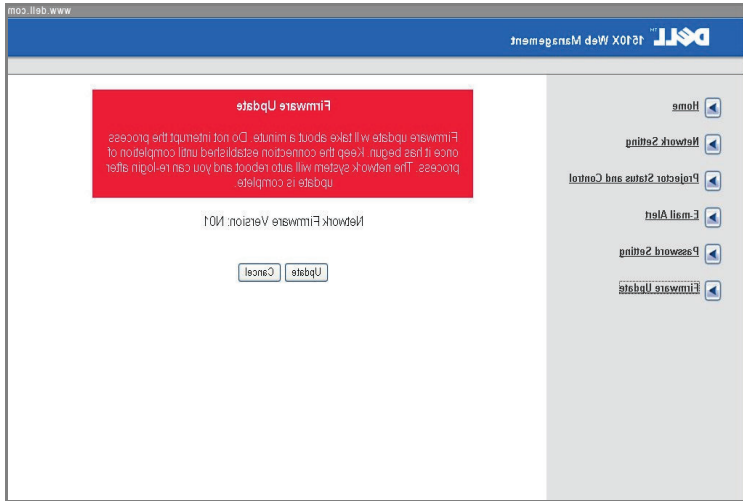 www.dell.com
DELL™ 1610X Web Management
Home
Network Setting
Projector Status and Control
E-mail Alert
Password Setting
Firmware Update
Firmware Update
Firmware update will take about a minute. Do not interrupt the process
once it has begun. Keep the connection established until completion of
process. The network system will auto reboot and you can re-login after
update is complete.
Network Firmware Version: N01
Update Cancel